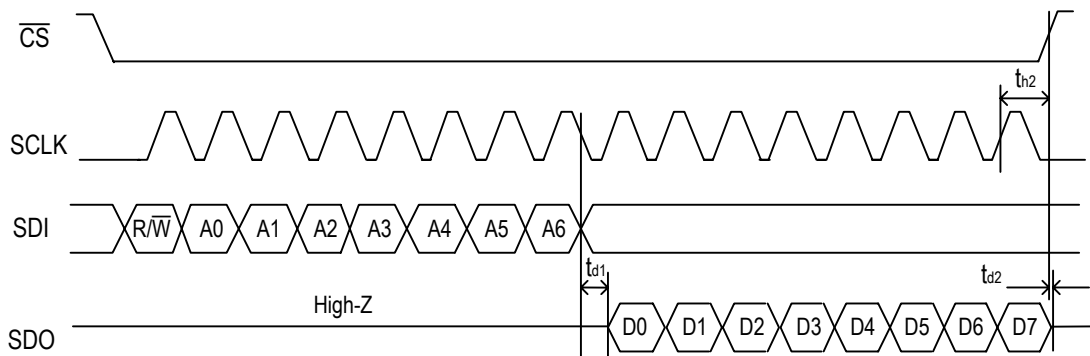 CS
th2
SCLK
SDI R/W A0 A1 A2 A3 A4 A5 A6
td1 td2
High-Z
SDO D0 D1 D2 D3 D4 D5 D6 D7